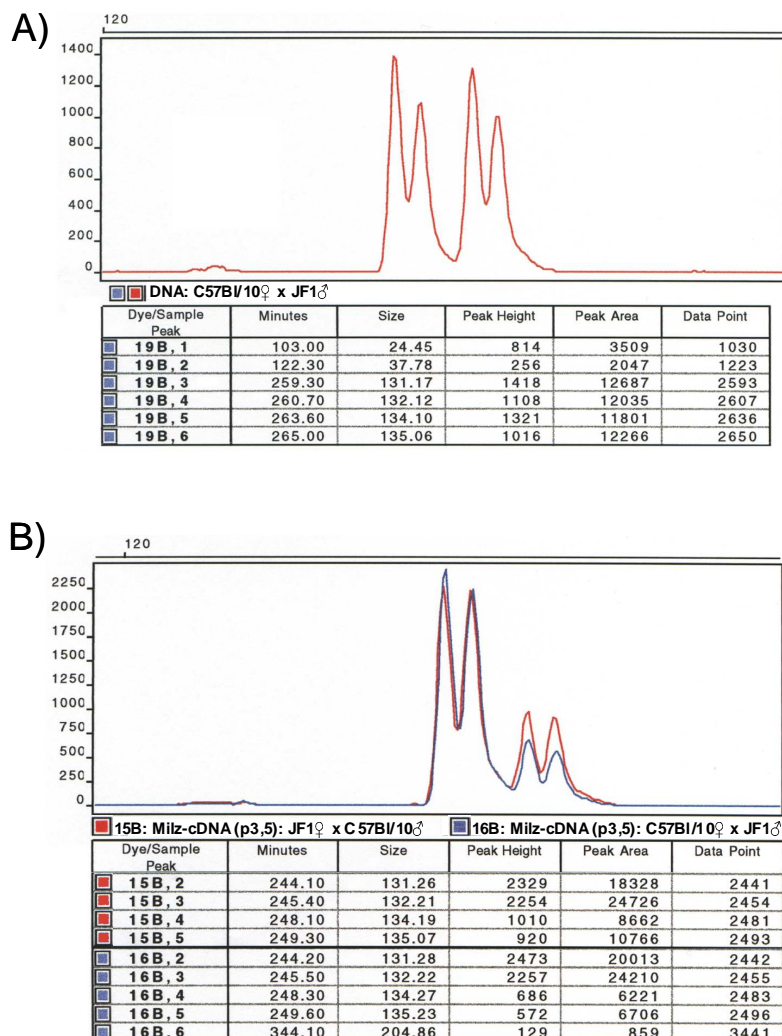 A)
120
1400
1200
1000
800
600
400
200
0
DNA: C57Bl/10♀ x JF1♂
Dye/Sample Peak Minutes Size Peak Height Peak Area Data Point
19B, 1 103.00 24.45 814 3509 1030
19B, 2 122.30 37.78 256 2047 1223
19B, 3 259.30 131.17 1418 12687 2593
19B, 4 260.70 132.12 1108 12035 2607
19B, 5 263.60 134.10 1321 11801 2636
19B, 6 265.00 135.06 1016 12266 2650
B)
120
2250
2000
1750
1500
1250
1000
750
500
250
0
15B: Milz-cDNA (p3,5): JF1♀ x C57Bl/10♂ 16B: Milz-cDNA (p3,5): C57Bl/10♀ x JF1♂
Dye/Sample Peak Minutes Size Peak Height Peak Area Data Point
15B, 2 244.10 131.26 2329 18328 2441
15B, 3 245.40 132.21 2254 24726 2454
15B, 4 248.10 134.19 1010 8662 2481
15B, 5 249.30 135.07 920 10766 2493
16B, 2 244.20 131.28 2473 20013 2442
16B, 3 245.50 132.22 2257 24210 2455
16B, 4 248.30 134.27 686 6221 2483
16B, 5 249.60 135.23 572 6706 2496
16B, 6 344.10 204.86 129 859 3441